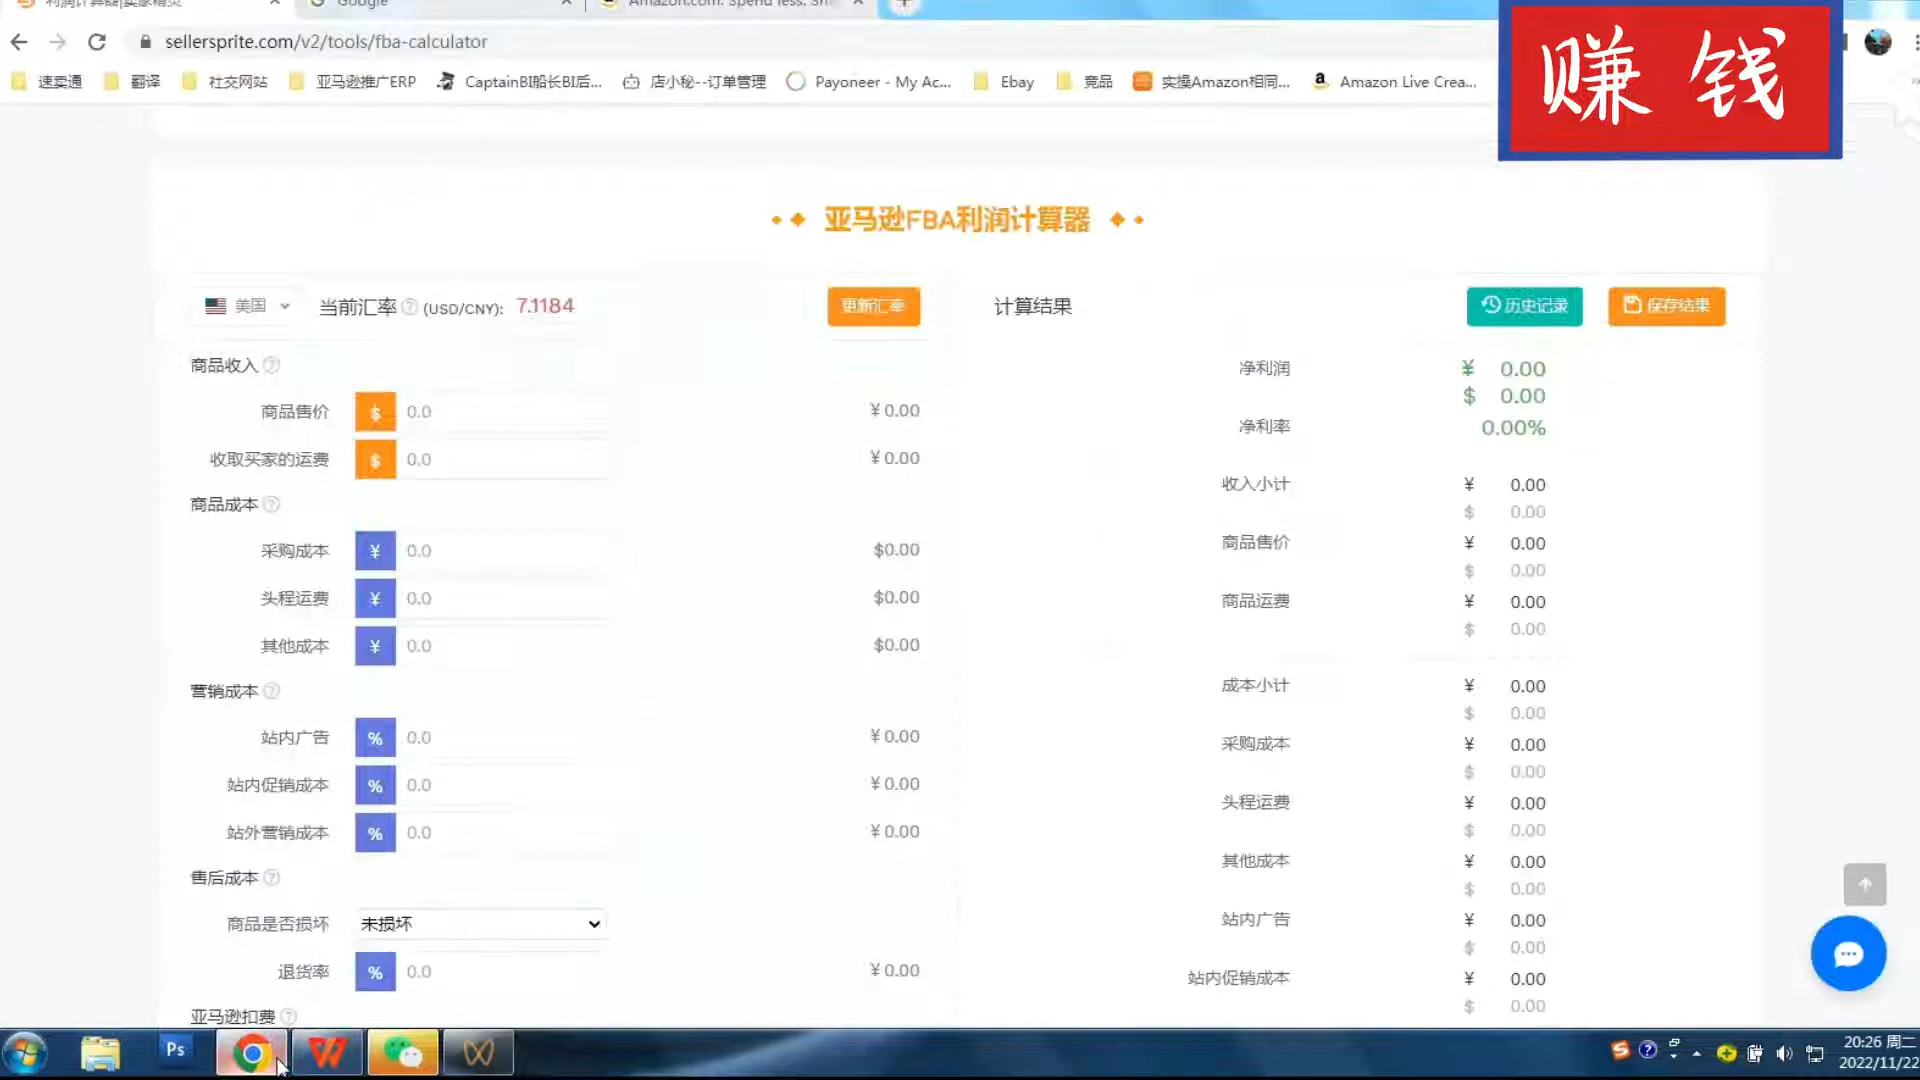 利润计算器|卖家精灵
Google
Amazon.com. Spend less. Sm
sellersprite.com/v2/tools/fba-calculator
赚 钱
速卖通 翻译 社交网站 亚马逊推广ERP CaptainBI船长BI后... 店小秘--订单管理 Payoneer - My Ac... Ebay 竞品 实操Amazon相同... Amazon Live Crea...
亚马逊FBA利润计算器
美国 当前汇率 (USD/CNY): 7.1184 更新汇率
计算结果 历史记录 保存结果
商品收入
商品售价 $ 0.0 ¥0.00
收取买家的运费 $ 0.0 ¥0.00
商品成本
采购成本 ¥ 0.0 $0.00
头程运费 ¥ 0.0 $0.00
其他成本 ¥ 0.0 $0.00
营销成本
站内广告 % 0.0 ¥0.00
站内促销成本 % 0.0 ¥0.00
站外营销成本 % 0.0 ¥0.00
售后成本
商品是否损坏 未损坏
退货率 % 0.0 ¥0.00
亚马逊扣费
净利润 ¥ 0.00
$ 0.00
净利率 0.00%
收入小计 ¥ 0.00
$ 0.00
商品售价 ¥ 0.00
$ 0.00
商品运费 ¥ 0.00
$ 0.00
成本小计 ¥ 0.00
$ 0.00
采购成本 ¥ 0.00
$ 0.00
头程运费 ¥ 0.00
$ 0.00
其他成本 ¥ 0.00
$ 0.00
站内广告 ¥ 0.00
$ 0.00
站内促销成本 ¥ 0.00
$ 0.00
Ps
20:26 周二
2022/11/22